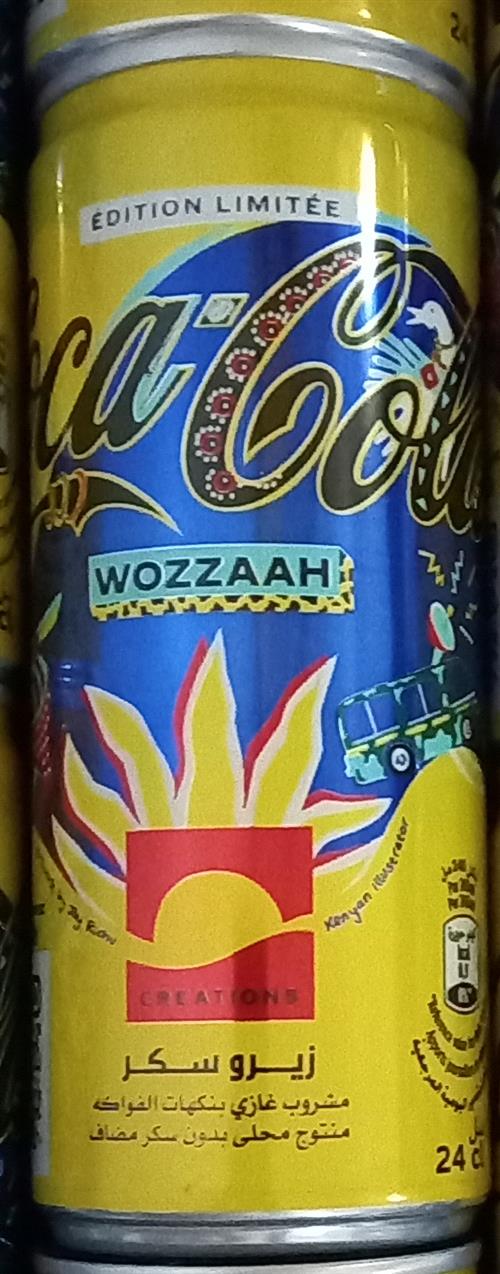 ÉDITION LIMITÉE
Coca-Cola
WOZZAAH
by
Kenyan illustrator
CREATIONS
زيرو سكر
مشروب غازي بنكهات الفواكه
منتوج محلى بدون سكر مضاف
24 cl